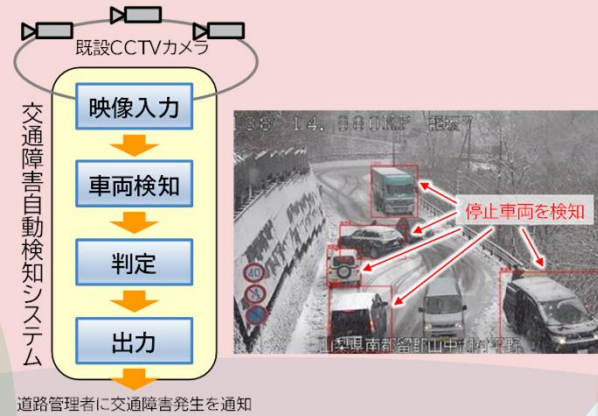 既設CCTVカメラ
交通障害自動検知システム
映像入力
車両検知
判定
出力
道路管理者に交通障害発生を通知
停止車両を検知
40